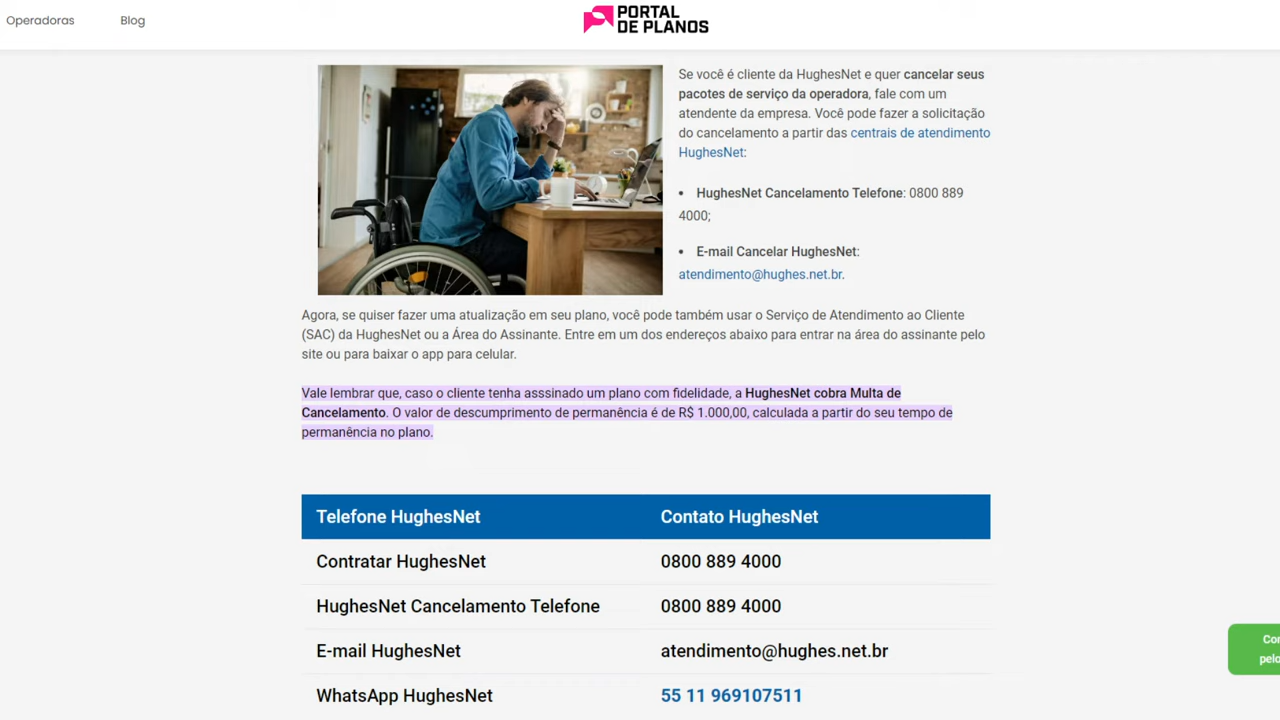 Operadoras
Blog
PORTAL
DE PLANOS
Se você é cliente da HughesNet e quer cancelar seus
pacotes de serviço da operadora, fale com um
atendente da empresa. Você pode fazer a solicitação
do cancelamento a partir das centrais de atendimento
HughesNet:
• HughesNet Cancelamento Telefone: 0800 889
4000;
• E-mail Cancelar HughesNet:
atendimento@hughes.net.br.
Agora, se quiser fazer uma atualização em seu plano, você pode também usar o Serviço de Atendimento ao Cliente
(SAC) da HughesNet ou a Área do Assinante. Entre em um dos endereços abaixo para entrar na área do assinante pelo
site ou para baixar o app para celular.
Vale lembrar que, caso o cliente tenha asssinado um plano com fidelidade, a HughesNet cobra Multa de
Cancelamento. O valor de descumprimento de permanência é de R$ 1.000,00, calculada a partir do seu tempo de
permanência no plano.
Telefone HughesNet
Contato HughesNet
Contratar HughesNet
0800 889 4000
HughesNet Cancelamento Telefone
0800 889 4000
E-mail HughesNet
atendimento@hughes.net.br
WhatsApp HughesNet
55 11 969107511